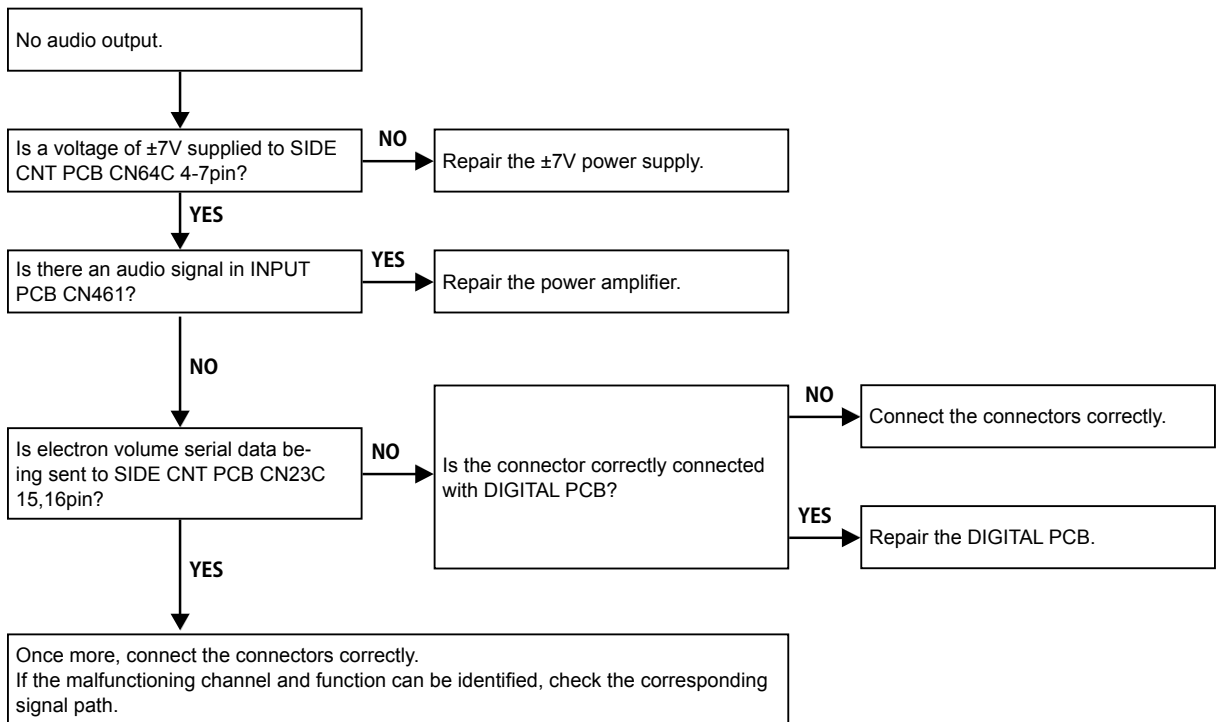 No audio output.
Is a voltage of ±7V supplied to SIDE
CNT PCB CN64C 4-7pin?
NO
Repair the ±7V power supply.
YES
Is there an audio signal in INPUT
PCB CN461?
YES
Repair the power amplifier.
NO
Is electron volume serial data be-
ing sent to SIDE CNT PCB CN23C
15,16pin?
NO
Is the connector correctly connected
with DIGITAL PCB?
NO
Connect the connectors correctly.
YES
Repair the DIGITAL PCB.
YES
Once more, connect the connectors correctly.
If the malfunctioning channel and function can be identified, check the corresponding
signal path.